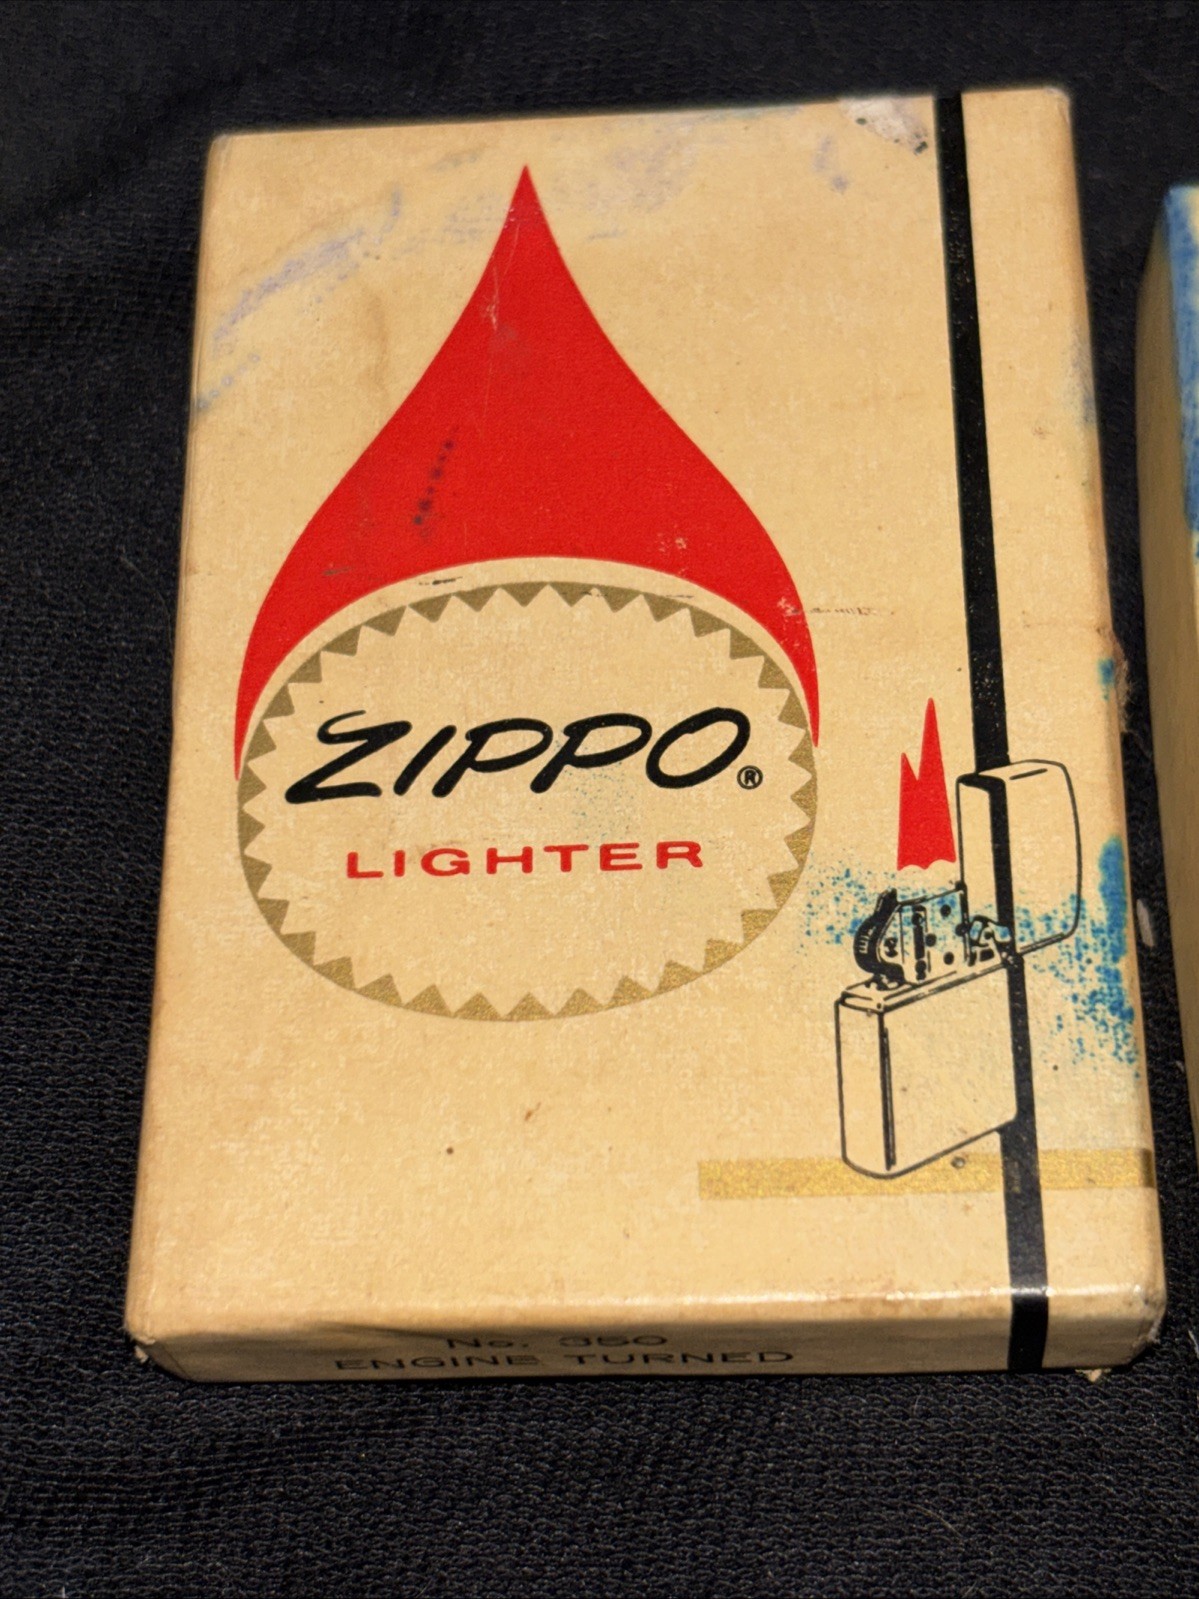 ZIPPO®
LIGHTER
No. 350
ENGINE TURNED